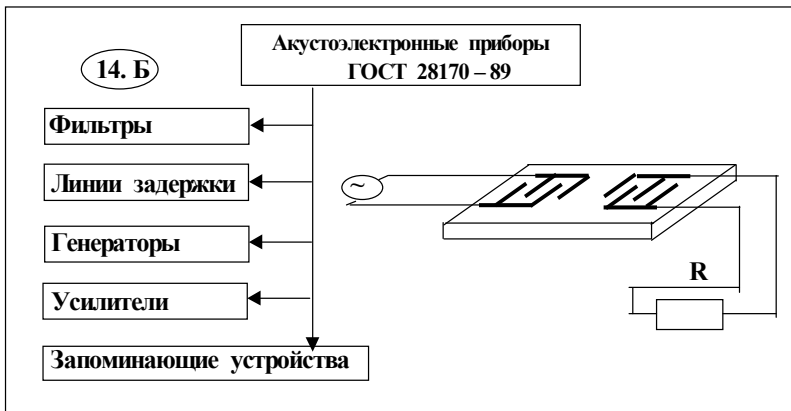 14. Б
Акустоэлектронные приборы
ГОСТ 28170 – 89
Фильтры
Линии задержки
Генераторы
Усилители
Запоминающие устройства
~
R